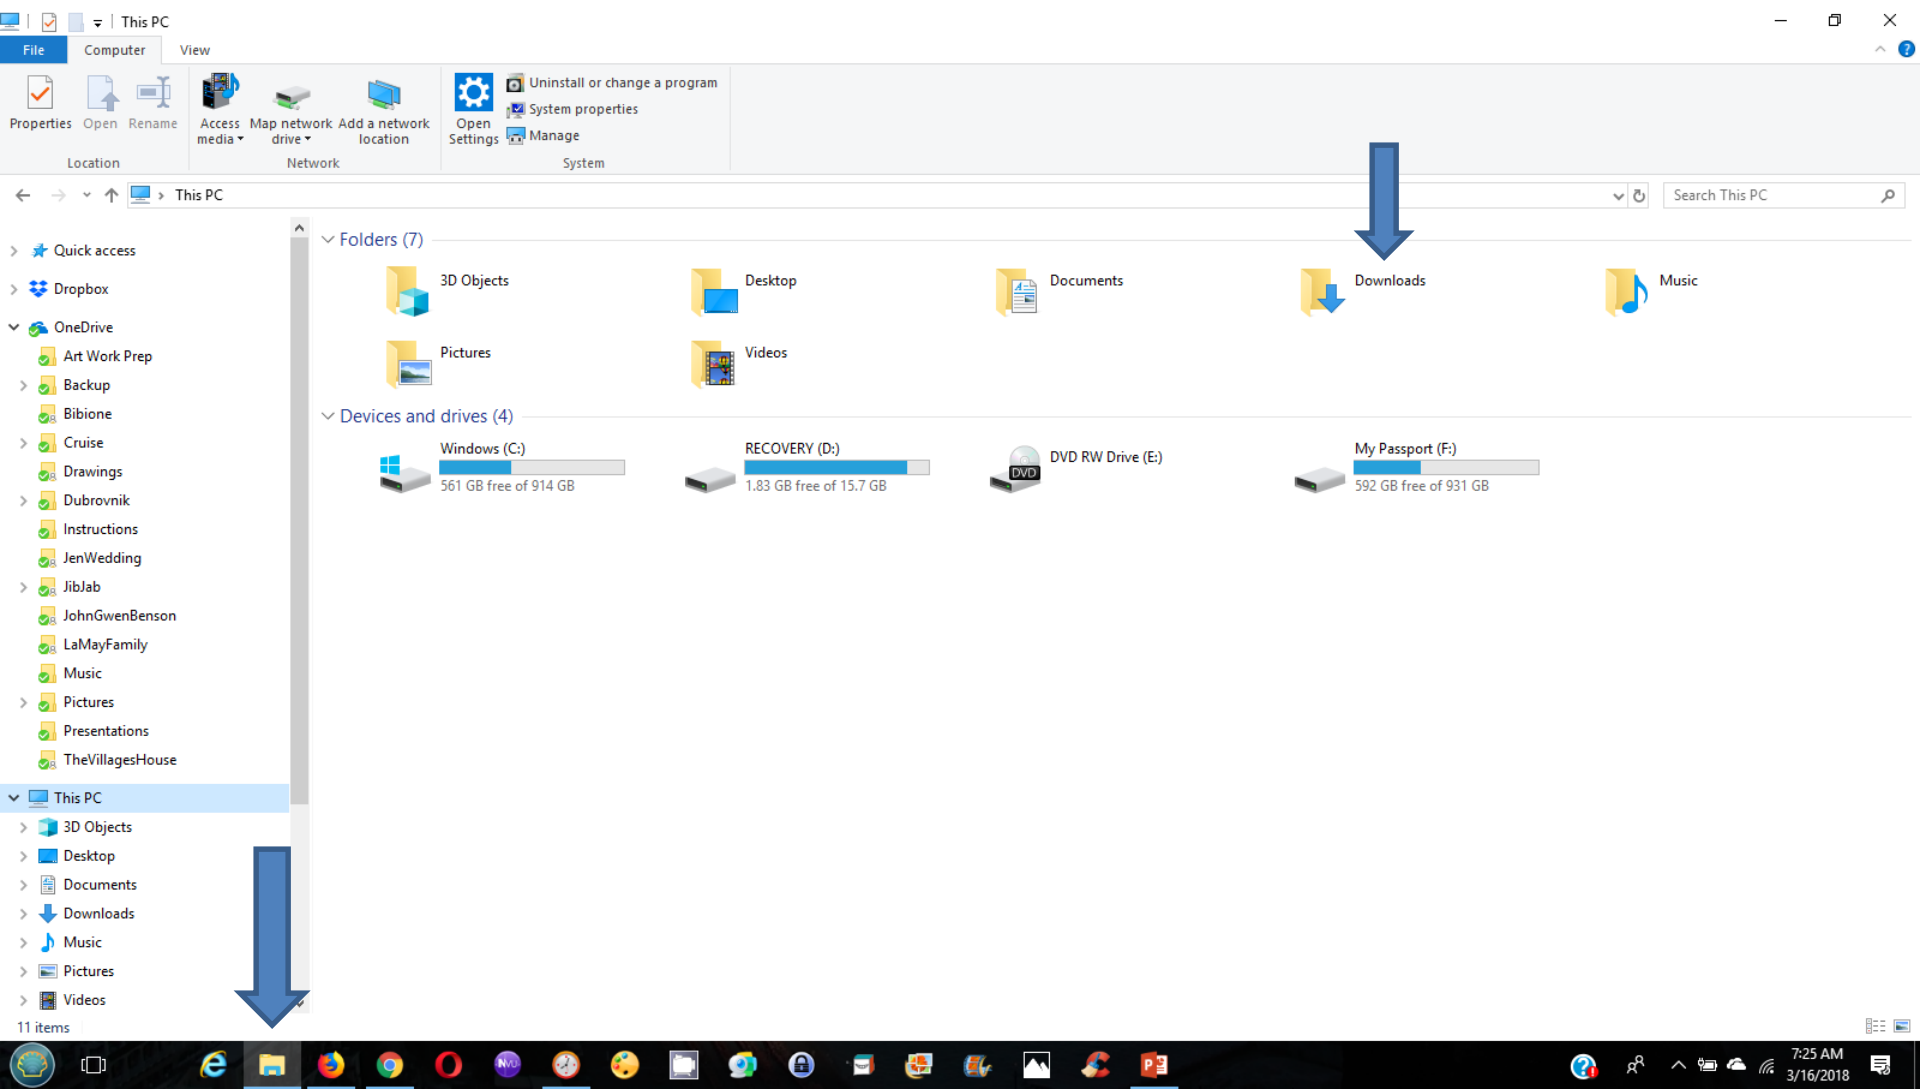 This PC
File Computer View
Properties Open Rename Access media Map network drive Add a network location Open Settings Uninstall or change a program
System properties
Manage
Location Network System
This PC
Search This PC
Quick access
Dropbox
OneDrive
Art Work Prep
Backup
Bibione
Cruise
Drawings
Dubrovnik
Instructions
JenWedding
JibJab
JohnGwenBenson
LaMayFamily
Music
Pictures
Presentations
TheVillagesHouse
This PC
3D Objects
Desktop
Documents
Downloads
Music
Pictures
Videos
Folders (7)
3D Objects Desktop Documents Downloads Music
Pictures Videos
Devices and drives (4)
Windows (C:) RECOVERY (D:) DVD RW Drive (E:) My Passport (F:)
DVD
561 GB free of 914 GB 1.83 GB free of 15.7 GB 592 GB free of 931 GB
11 items
NVU
7:25 AM
3/16/2018